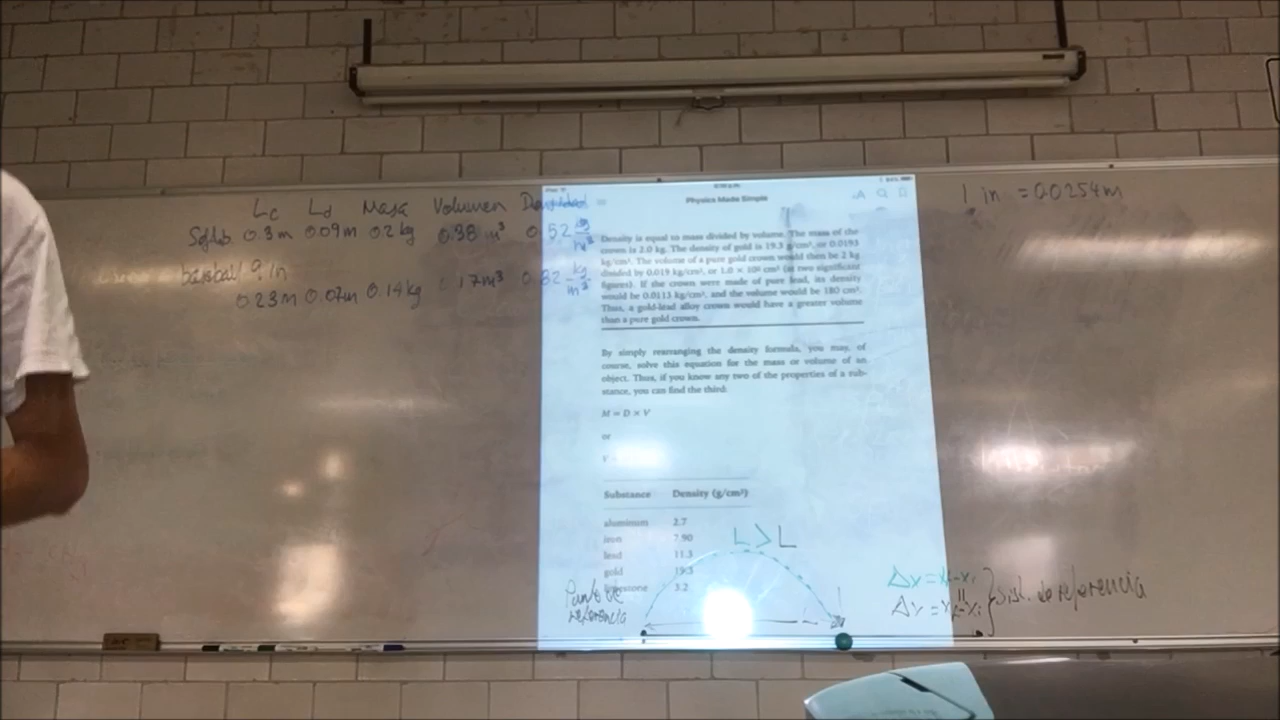 Lc Ld Masa Volumen Densidad
Softb. 0.3m 0.09m 0.2kg 0.38 m³ 0.52 kg/m³
baseball 9 in
0.23m 0.07m 0.14kg 0.17m³ 0.82 kg/m³
1 in = 0.0254m
Physics Made Simple
Density is equal to mass divided by volume. The mass of the
crown is 2.0 kg. The density of gold is 19.3 g/cm³, or 0.0193
kg/cm³. The volume of a pure gold crown would then be 2 kg
divided by 0.019 kg/cm³, or 1.0 × 10² cm³ (at two significant
figures). If the crown were made of pure lead, its density
would be 0.0113 kg/cm³, and the volume would be 180 cm³.
Thus, a gold-lead alloy crown would have a greater volume
than a pure gold crown.
By simply rearranging the density formula, you may, of
course, solve this equation for the mass or volume of an
object. Thus, if you know any two of the properties of a sub-
stance, you can find the third:
M = D × V
or
V
Substance Density (g/cm³)
aluminum 2.7
iron 7.90
lead 11.3
gold 19.3
limestone 3.2
L > L
Punto de
referencia
L
Δx = xf-xi
Δx = xf-xi } Sist. de referencia